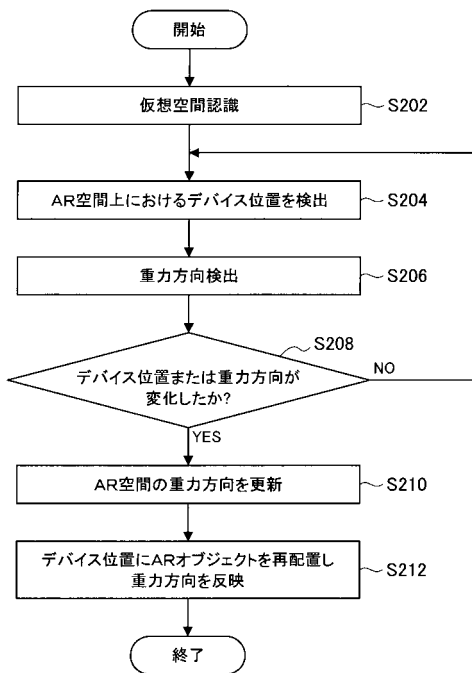 開始
仮想空間認識
S202
AR空間上におけるデバイス位置を検出
S204
重力方向検出
S206
S208
デバイス位置または重力方向が
変化したか?
NO
YES
AR空間の重力方向を更新
S210
デバイス位置にARオブジェクトを再配置し
重力方向を反映
S212
終了